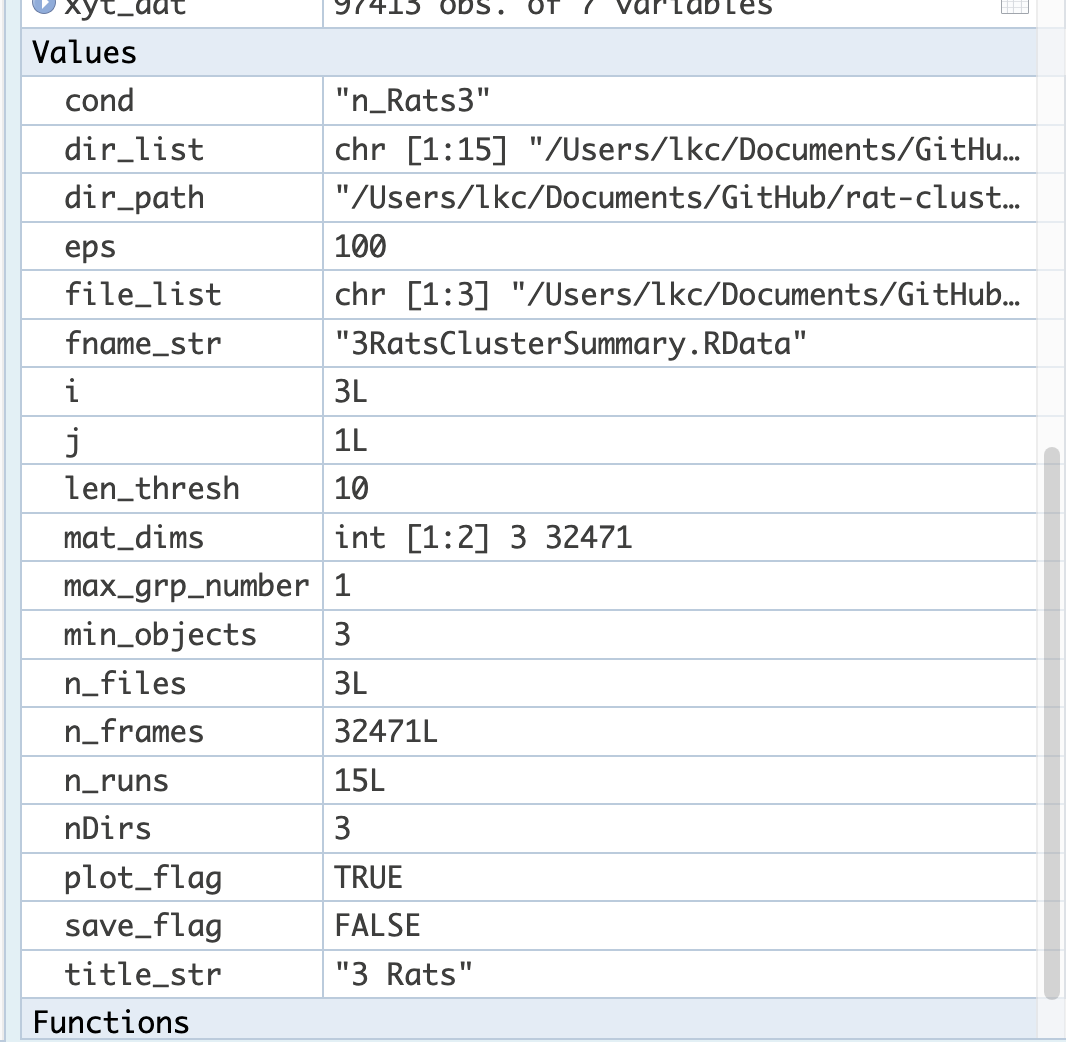 xyt_dat 97413 obs. of 7 variables
Values
cond "n_Rats3"
dir_list chr [1:15] "/Users/lkc/Documents/GitHu…
dir_path "/Users/lkc/Documents/GitHub/rat-clust…
eps 100
file_list chr [1:3] "/Users/lkc/Documents/GitHub…
fname_str "3RatsClusterSummary.RData"
i 3L
j 1L
len_thresh 10
mat_dims int [1:2] 3 32471
max_grp_number 1
min_objects 3
n_files 3L
n_frames 32471L
n_runs 15L
nDirs 3
plot_flag TRUE
save_flag FALSE
title_str "3 Rats"
Functions